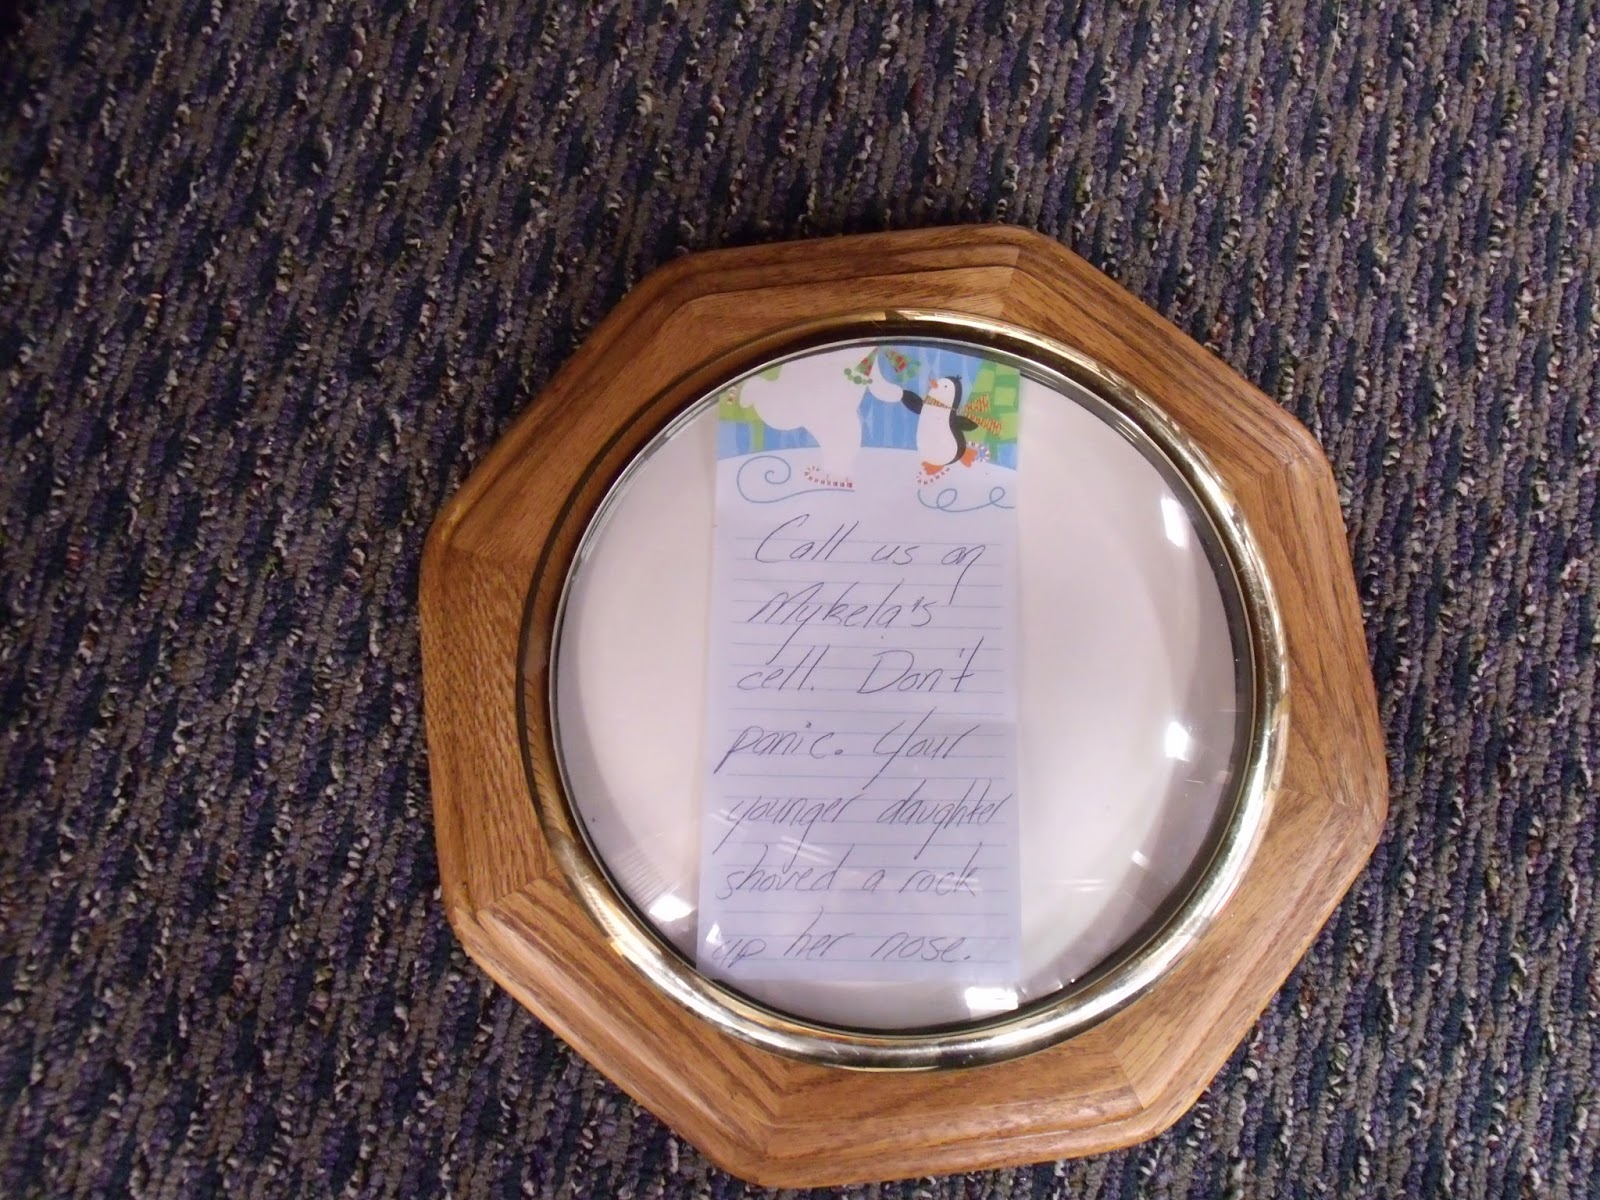 Call us on
Mykela's
cell. Don't
panic. Your
younger daughter
shoved a rock
up her nose.